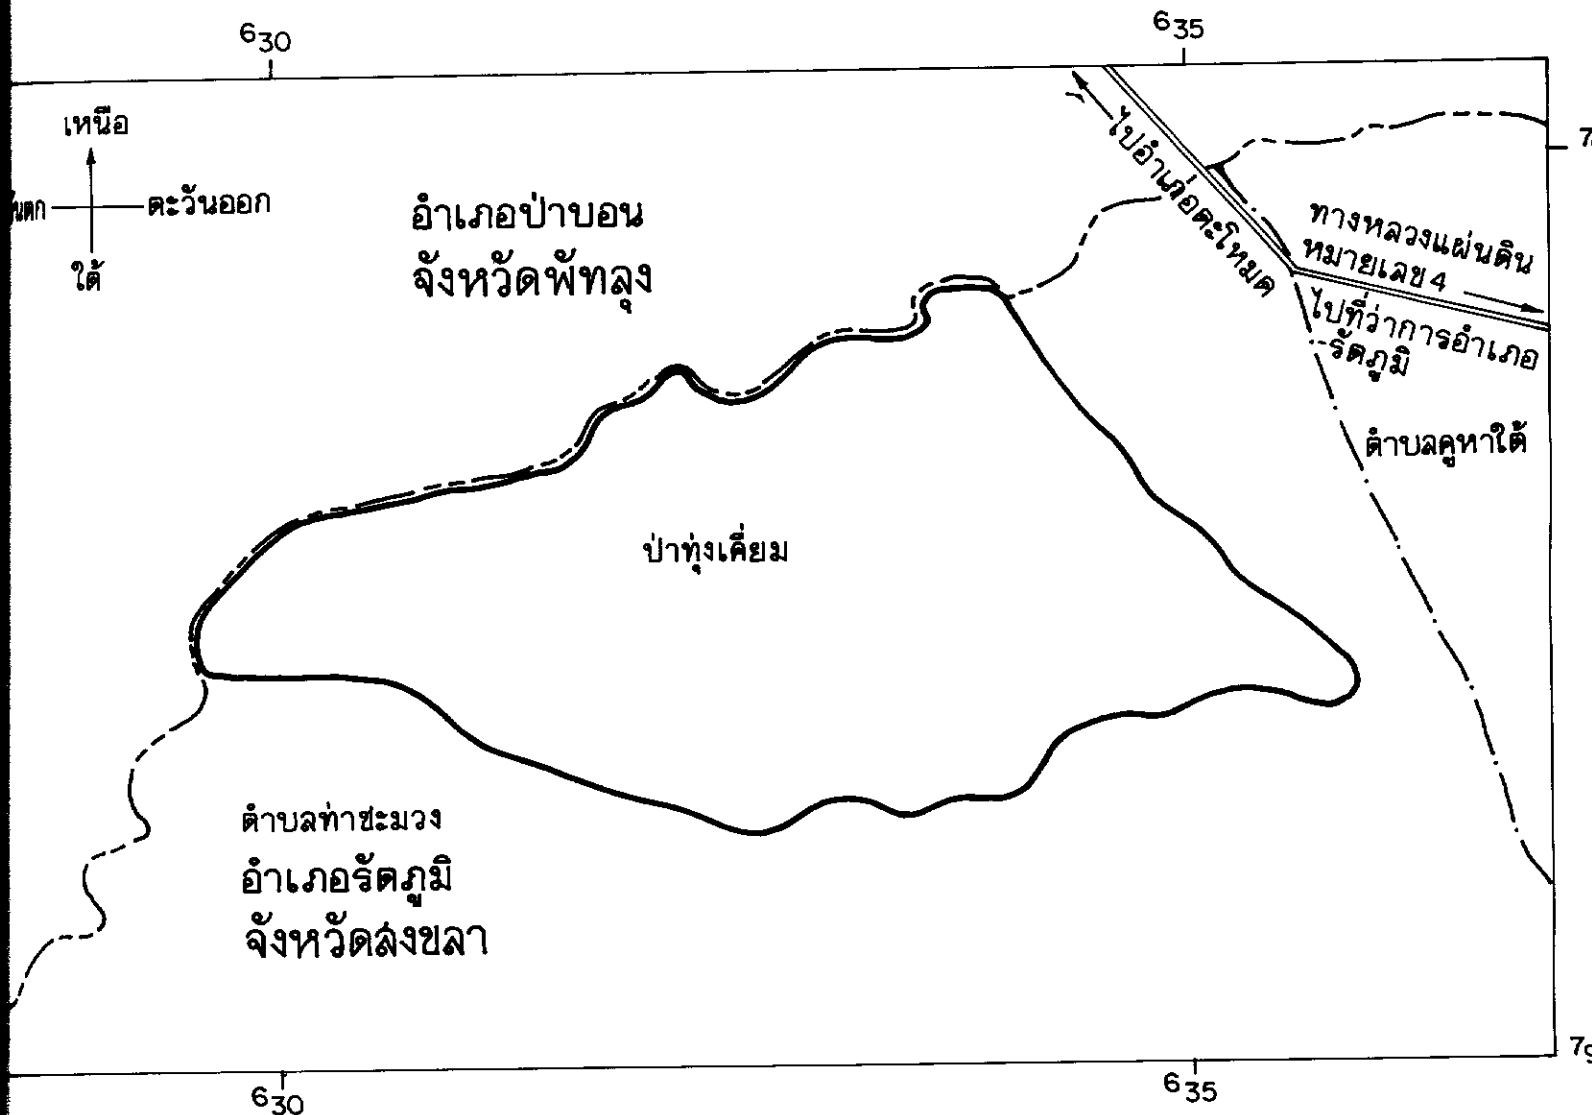 630
635
เหนือ
ตะวันออก
ใต้
อำเภอป่าบอน
จังหวัดพัทลุง
ไปอำเภอตะโหมด
ทางหลวงแผ่นดิน
หมายเลข 4
ไปที่ว่าการอำเภอ
รัตภูมิ
ตำบลคูหาใต้
ป่าทุ่งเคี่ยม
ตำบลท่าชะมวง
อำเภอรัตภูมิ
จังหวัดสงขลา
630
635